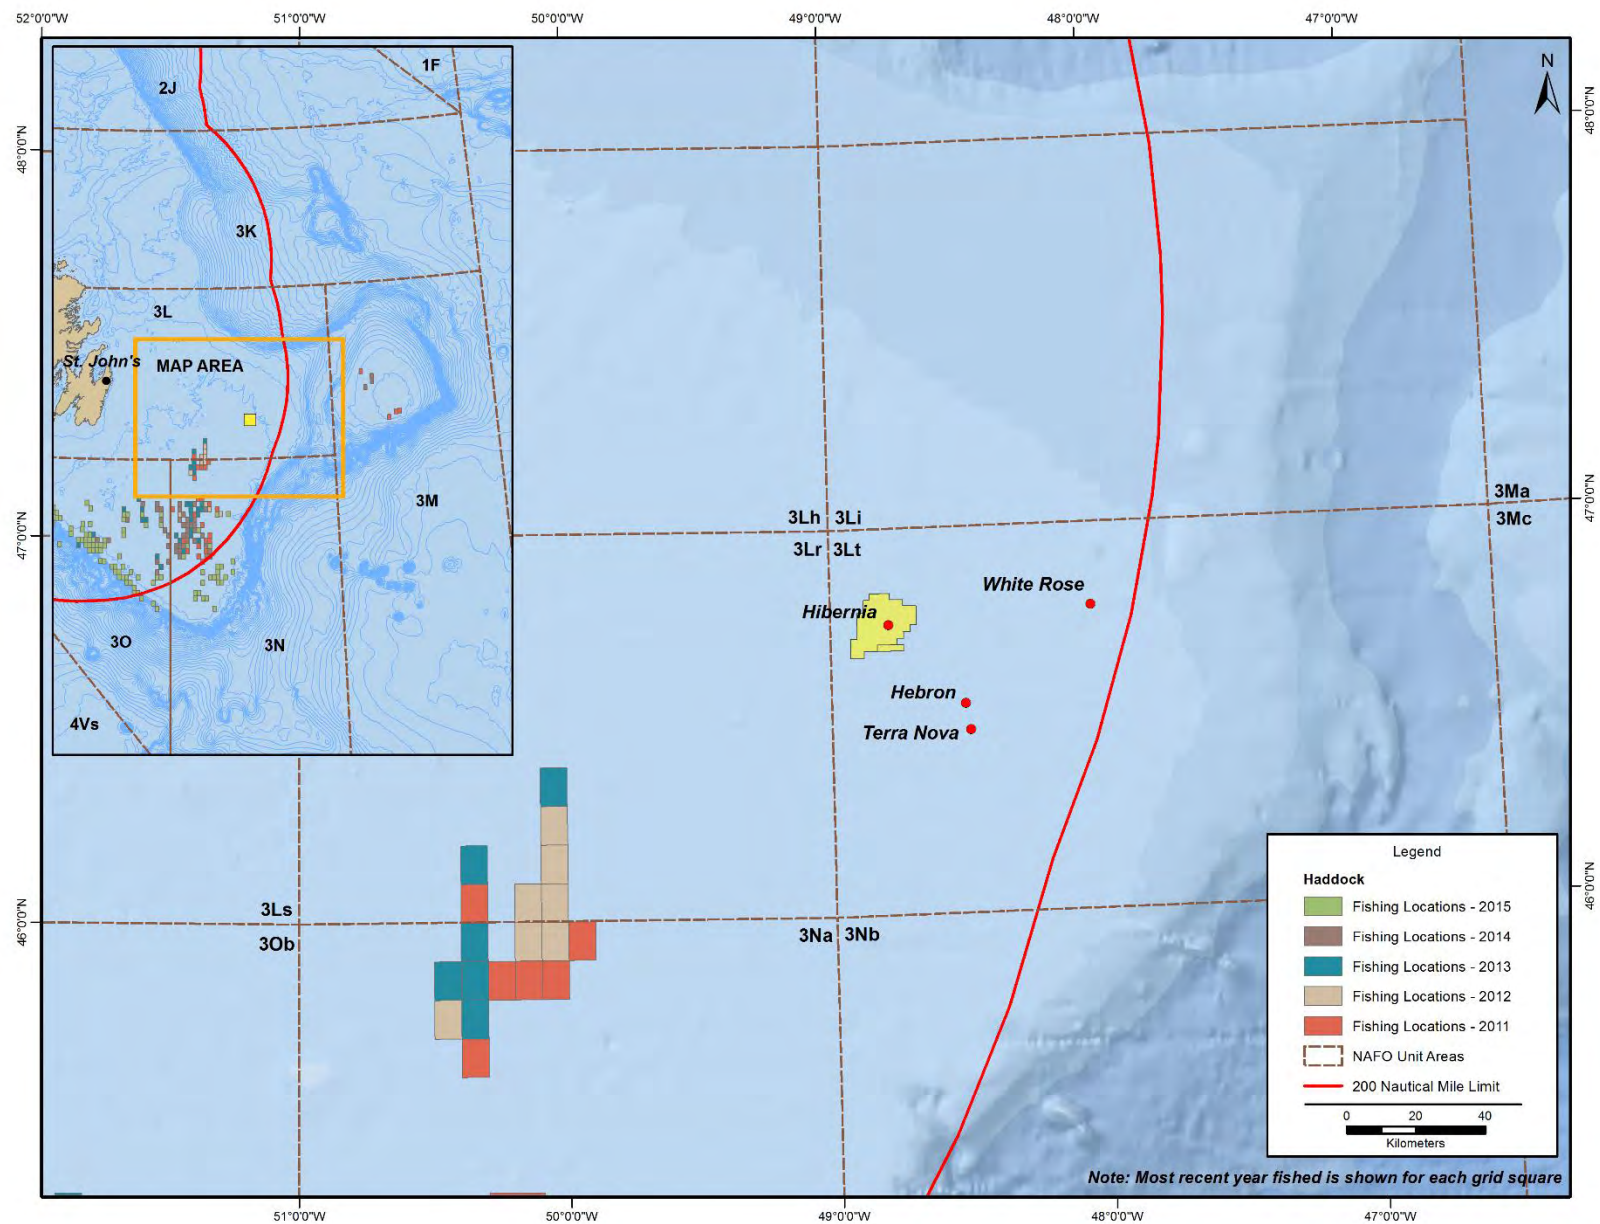 52°0'0"W 51°0'0"W 50°0'0"W 49°0'0"W 48°0'0"W 47°0'0"W
N
48°0'0"N
48°0'0"N
1F
2J
3K
3L
St. John's
MAP AREA
3M
3O
3N
4Vs
47°0'0"N
47°0'0"N
3Lh 3Li
3Lr 3Lt
3Ma
3Mc
White Rose
Hibernia
Hebron
Terra Nova
46°0'0"N
46°0'0"N
3Ls
3Ob
3Na 3Nb
Legend
Haddock
Fishing Locations - 2015
Fishing Locations - 2014
Fishing Locations - 2013
Fishing Locations - 2012
Fishing Locations - 2011
NAFO Unit Areas
200 Nautical Mile Limit
0 20 40
Kilometers
Note: Most recent year fished is shown for each grid square
51°0'0"W 50°0'0"W 49°0'0"W 48°0'0"W 47°0'0"W